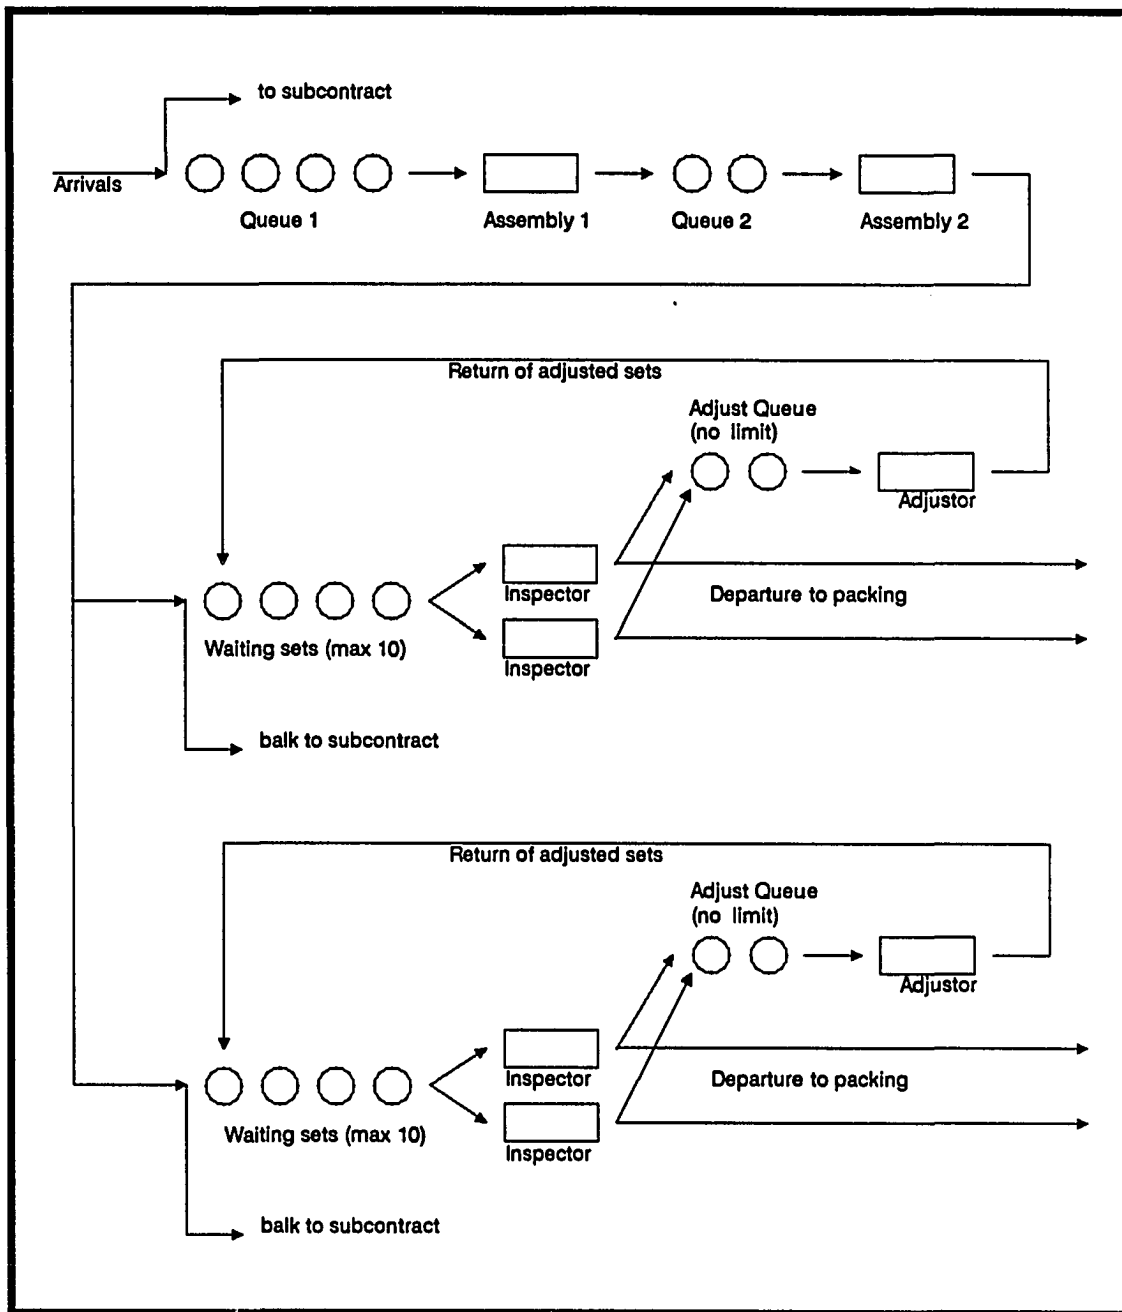 to subcontract
Arrivals
Queue 1
Assembly 1
Queue 2
Assembly 2
Return of adjusted sets
Adjust Queue
(no limit)
Adjustor
Inspector
Departure to packing
Waiting sets (max 10)
Inspector
balk to subcontract
Return of adjusted sets
Adjust Queue
(no limit)
Adjustor
Inspector
Departure to packing
Waiting sets (max 10)
Inspector
balk to subcontract